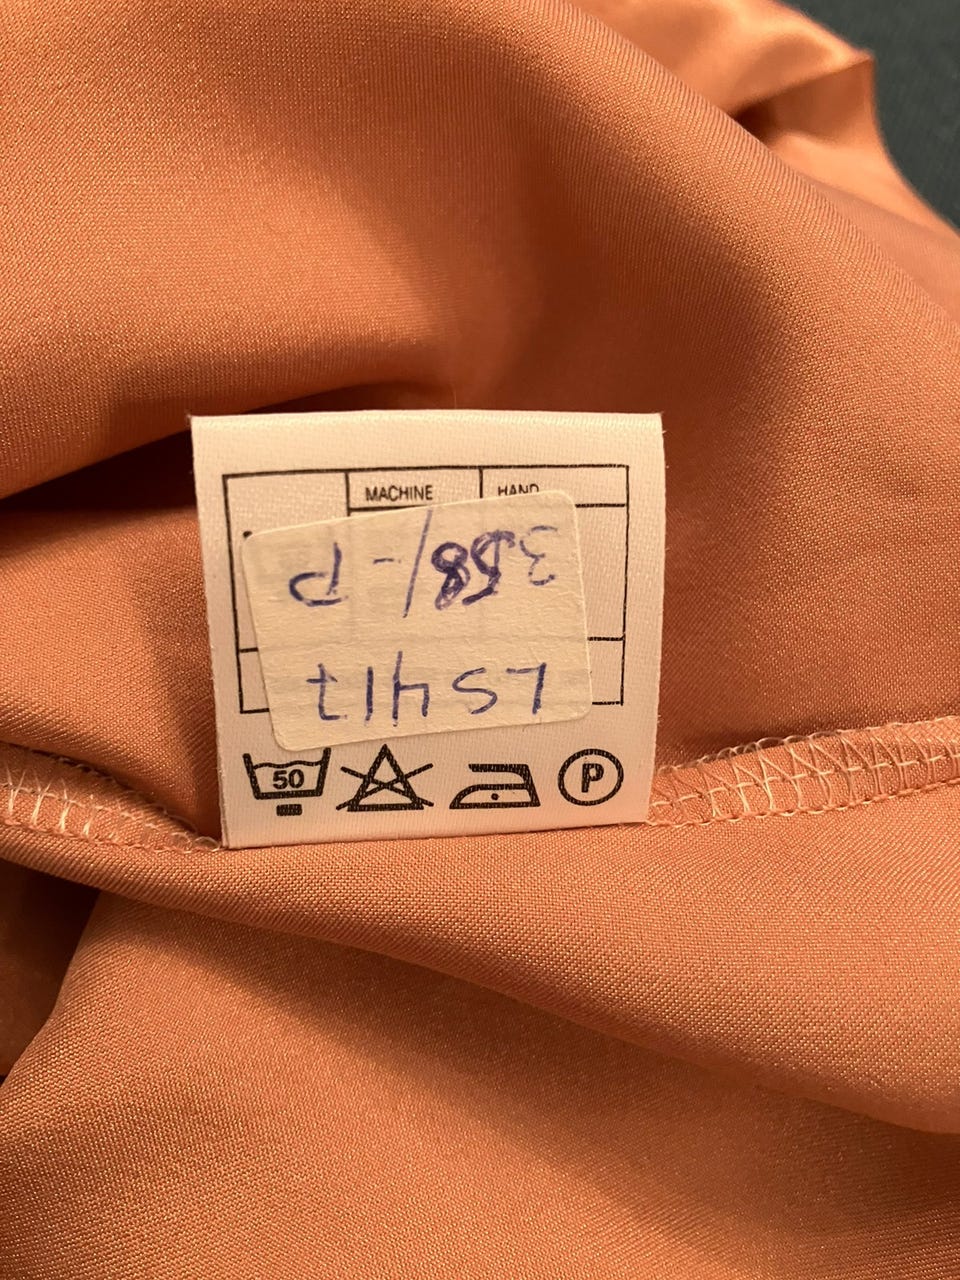 MACHINE HAND
LS417
358/- P
50
P